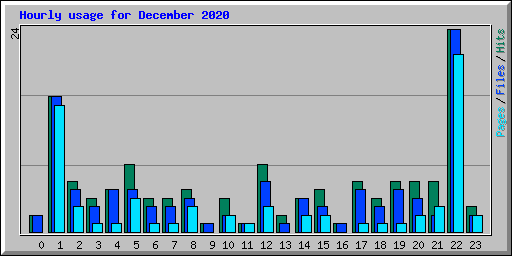 Hourly usage for December 2020
24
Pages / Files / Hits
0 1 2 3 4 5 6 7 8 9 10 11 12 13 14 15 16 17 18 19 20 21 22 23